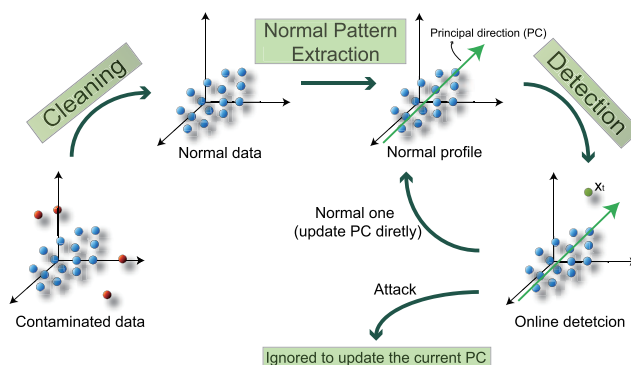 Cleaning
Normal Pattern
Extraction
Principal direction (PC)
Detection
Normal data
Normal profile
Normal one
(update PC diretly)
xt
Contaminated data
Attack
Online detetcion
Ignored to update the current PC